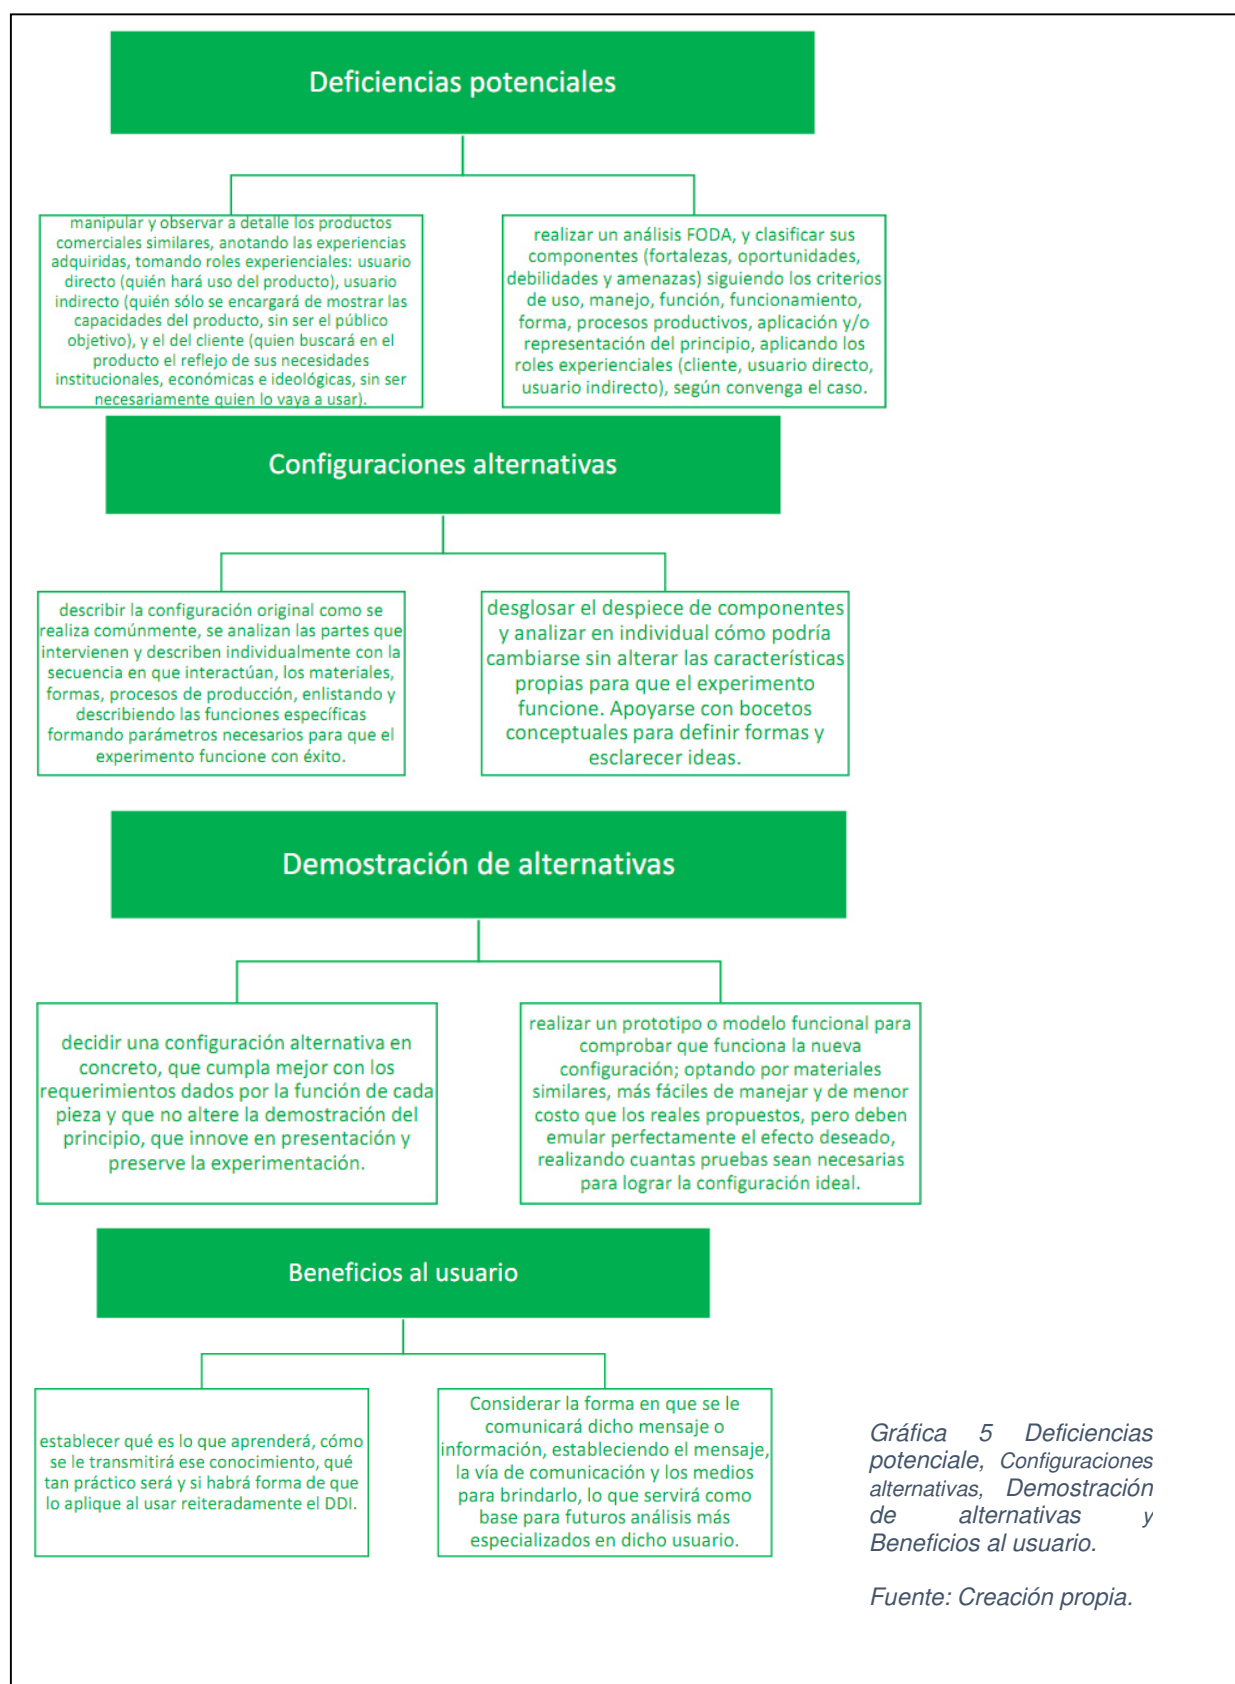 Deficiencias potenciales
manipular y observar a detalle los productos
comerciales similares, anotando las experiencias
adquiridas, tomando roles experienciales: usuario
directo (quién hará uso del producto), usuario
indirecto (quién sólo se encargará de mostrar las
capacidades del producto, sin ser el público
objetivo), y el del cliente (quien buscará en el
producto el reflejo de sus necesidades
institucionales, económicas e ideológicas, sin ser
necesariamente quien lo vaya a usar).
realizar un análisis FODA, y clasificar sus
componentes (fortalezas, oportunidades,
debilidades y amenazas) siguiendo los criterios
de uso, manejo, función, funcionamiento,
forma, procesos productivos, aplicación y/o
representación del principio, aplicando los
roles experienciales (cliente, usuario directo,
usuario indirecto), según convenga el caso.
Configuraciones alternativas
describir la configuración original como se
realiza comúnmente, se analizan las partes que
intervienen y describen individualmente con la
secuencia en que interactúan, los materiales,
formas, procesos de producción, enlistando y
describiendo las funciones específicas
formando parámetros necesarios para que el
experimento funcione con éxito.
desglosar el despiece de componentes
y analizar en individual cómo podría
cambiarse sin alterar las características
propias para que el experimento
funcione. Apoyarse con bocetos
conceptuales para definir formas y
esclarecer ideas.
Demostración de alternativas
decidir una configuración alternativa en
concreto, que cumpla mejor con los
requerimientos dados por la función de cada
pieza y que no altere la demostración del
principio, que innove en presentación y
preserve la experimentación.
realizar un prototipo o modelo funcional para
comprobar que funciona la nueva
configuración; optando por materiales
similares, más fáciles de manejar y de menor
costo que los reales propuestos, pero deben
emular perfectamente el efecto deseado,
realizando cuantas pruebas sean necesarias
para lograr la configuración ideal.
Beneficios al usuario
establecer qué es lo que aprenderá, cómo
se le transmitirá ese conocimiento, qué
tan práctico será y si habrá forma de que
lo aplique al usar reiteradamente el DDI.
Considerar la forma en que se le
comunicará dicho mensaje o
información, estableciendo el mensaje,
la vía de comunicación y los medios
para brindarlo, lo que servirá como
base para futuros análisis más
especializados en dicho usuario.
Gráfica 5 Deficiencias
potenciale, Configuraciones
alternativas, Demostración
de alternativas y
Beneficios al usuario.
Fuente: Creación propia.